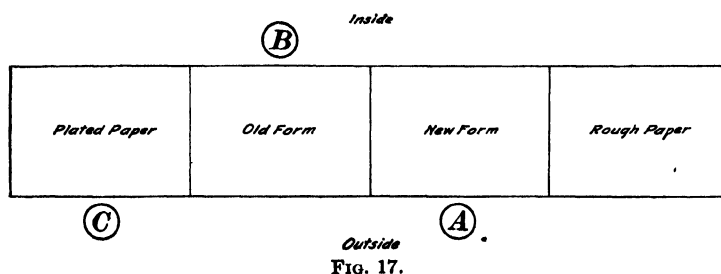 Inside
B
Plated Paper Old Form New Form Rough Paper
C A
Outside
FIG. 17.